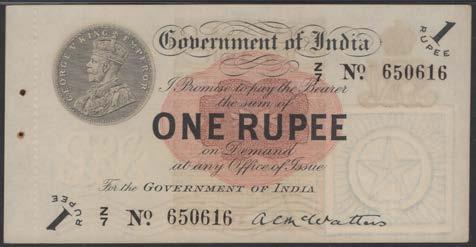 GEORGE V KING EMPEROR
Government of India
1 RUPEE
Z/7 No 650616
I Promise to pay the Bearer
the sum of
ONE RUPEE
on Demand
at any Office of Issue
For the GOVERNMENT OF INDIA
1 RUPEE
Z/7 No 650616
A C McWatters